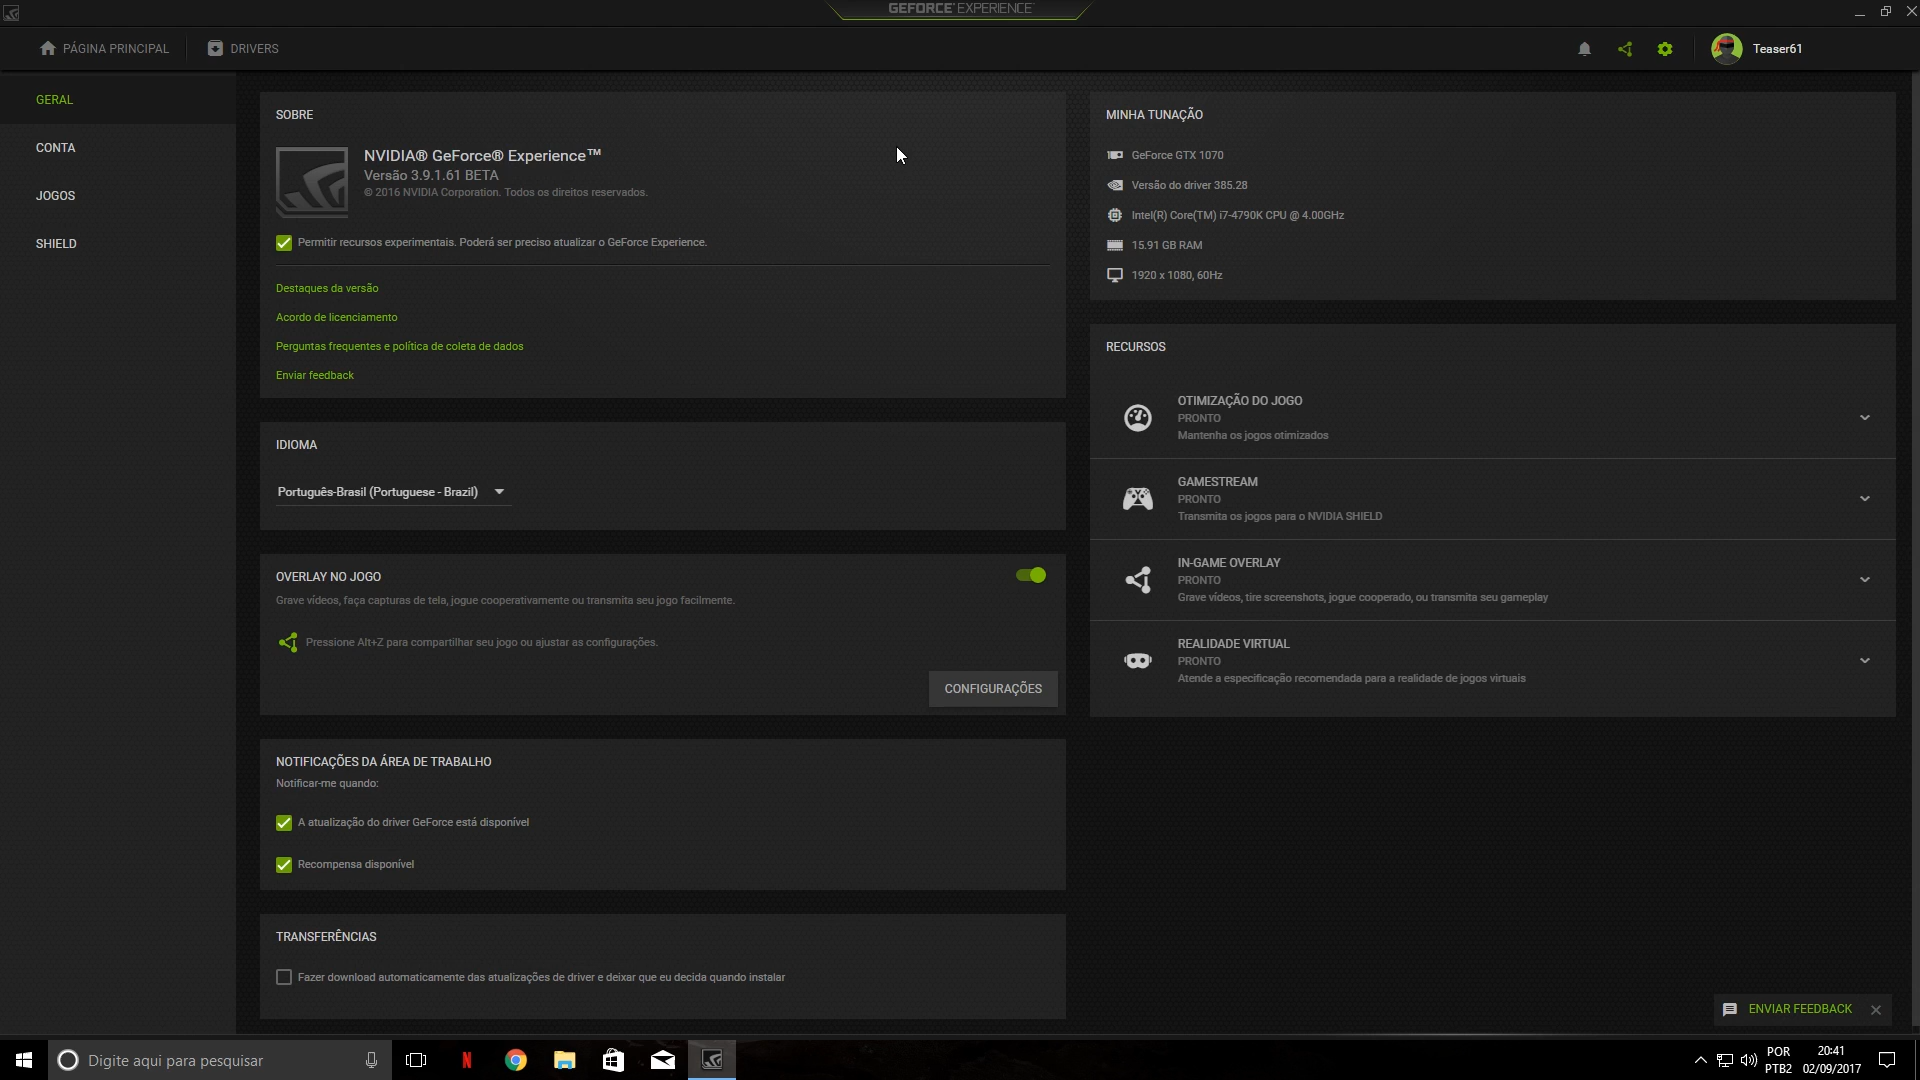 GEFORCE® EXPERIENCE™
PÁGINA PRINCIPAL
DRIVERS
Teaser61
GERAL
CONTA
JOGOS
SHIELD
SOBRE
NVIDIA® GeForce® Experience™
Versão 3.9.1.61 BETA
© 2016 NVIDIA Corporation. Todos os direitos reservados.
Permitir recursos experimentais. Poderá ser preciso atualizar o GeForce Experience.
Destaques da versão
Acordo de licenciamento
Perguntas frequentes e política de coleta de dados
Enviar feedback
IDIOMA
Português-Brasil (Portuguese - Brazil)
OVERLAY NO JOGO
Grave vídeos, faça capturas de tela, jogue cooperativamente ou transmita seu jogo facilmente.
Pressione Alt+Z para compartilhar seu jogo ou ajustar as configurações.
CONFIGURAÇÕES
NOTIFICAÇÕES DA ÁREA DE TRABALHO
Notificar-me quando:
A atualização do driver GeForce está disponível
Recompensa disponível
TRANSFERÊNCIAS
Fazer download automaticamente das atualizações de driver e deixar que eu decida quando instalar
MINHA TUNAÇÃO
GeForce GTX 1070
Versão do driver 385.28
Intel(R) Core(TM) i7-4790K CPU @ 4.00GHz
15.91 GB RAM
1920 x 1080, 60Hz
RECURSOS
OTIMIZAÇÃO DO JOGO
PRONTO
Mantenha os jogos otimizados
GAMESTREAM
PRONTO
Transmita os jogos para o NVIDIA SHIELD
IN-GAME OVERLAY
PRONTO
Grave vídeos, tire screenshots, jogue cooperado, ou transmita seu gameplay
REALIDADE VIRTUAL
PRONTO
Atende a especificação recomendada para a realidade de jogos virtuais
ENVIAR FEEDBACK
Digite aqui para pesquisar
POR
PTB2
20:41
02/09/2017